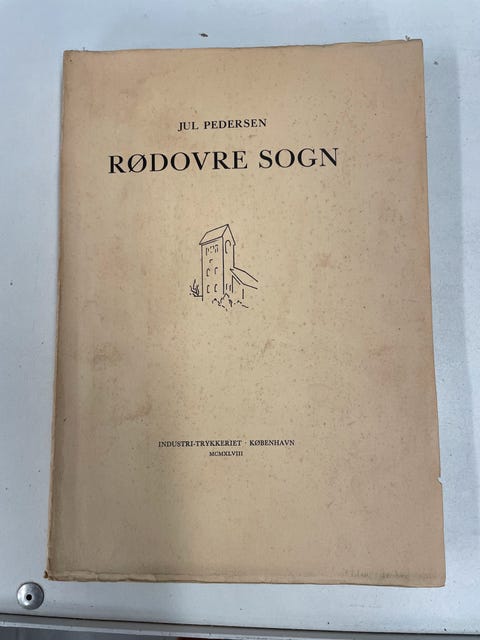 JUL PEDERSEN
RØDOVRE SOGN
INDUSTRI-TRYKKERIET · KØBENHAVN
MCMXLVIII